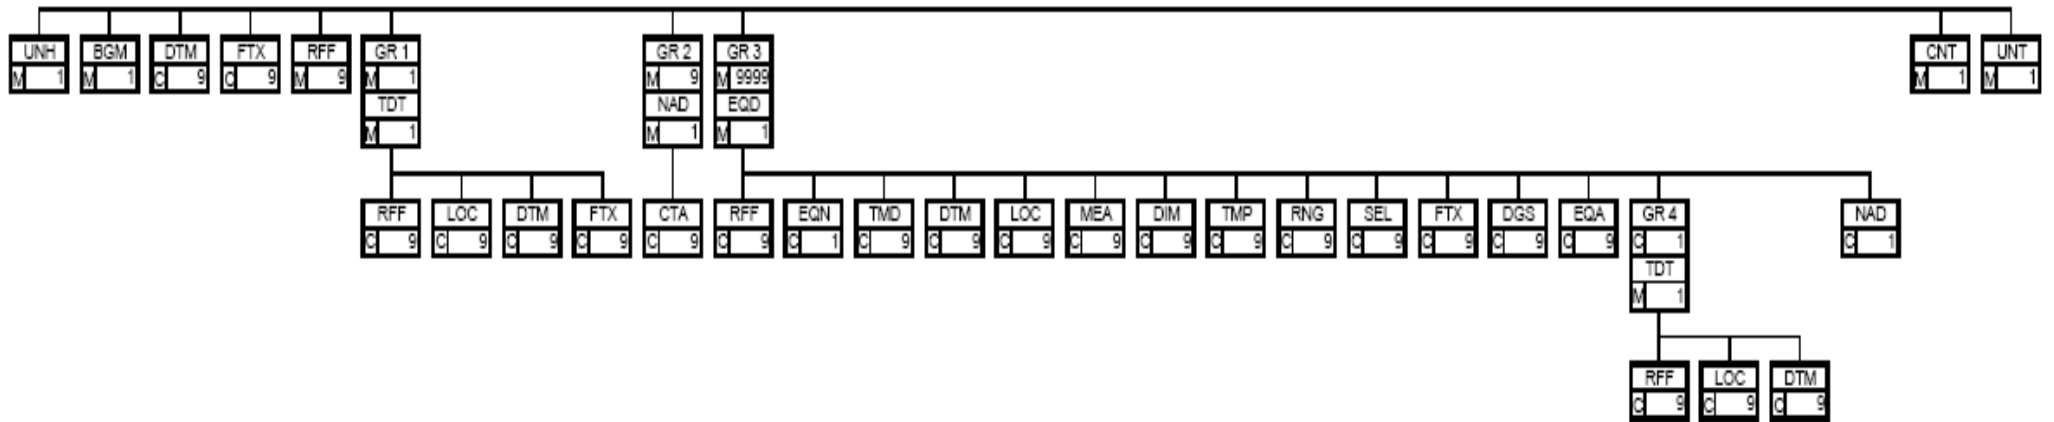 UNH BGM DTM FTX RFF GR 1 GR 2 GR 3 CNT UNT
M 1 M 1 C 9 C 9 M 9 M 1 M 9 M 9999 M 1 M 1
TDT NAD EQD
M 1 M 1 M 1
RFF LOC DTM FTX CTA RFF EQN TMD DTM LOC MEA DIM TMP RNG SEL FTX DGS EQA GR 4 NAD
C 9 C 9 C 9 C 9 C 9 C 9 C 1 C 9 C 9 C 9 C 9 C 9 C 9 C 9 C 9 C 9 C 9 C 9 C 1 C 1
TDT
M 1
RFF LOC DTM
C 9 C 9 C 9